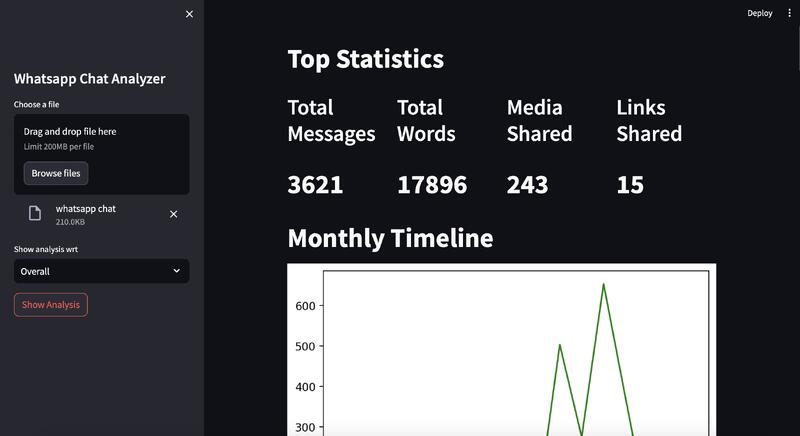 Deploy
Whatsapp Chat Analyzer
Choose a file
Drag and drop file here
Limit 200MB per file
Browse files
whatsapp chat
210.0KB
Show analysis wrt
Overall
Show Analysis
Top Statistics
Total Messages
Total Words
Media Shared
Links Shared
3621
17896
243
15
Monthly Timeline
600
500
400
300